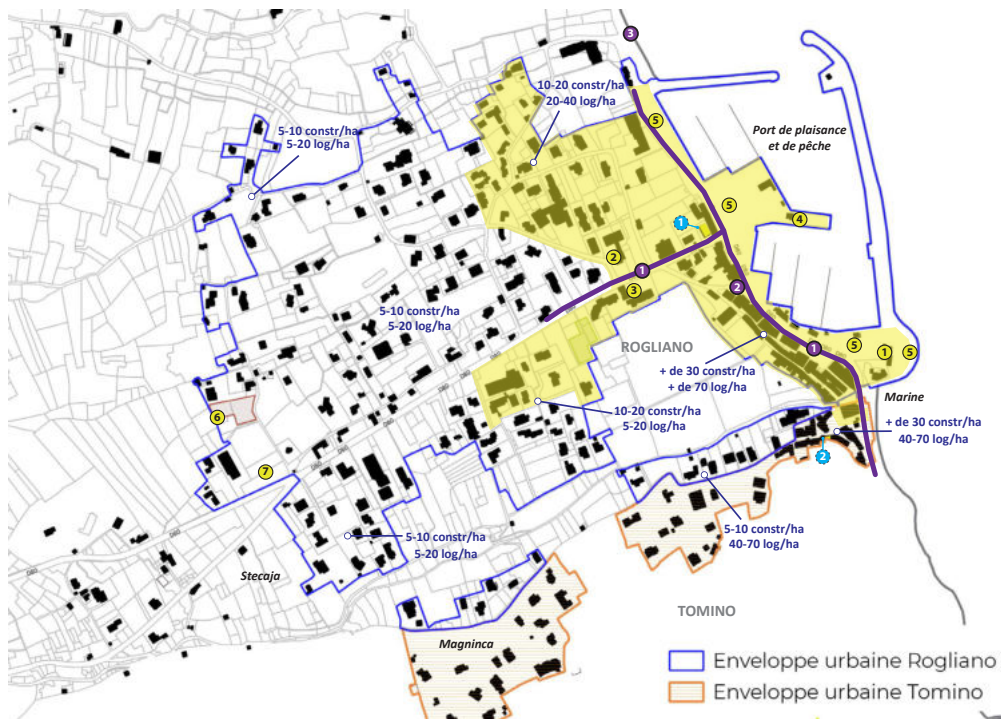 3
10-20 constr/ha
20-40 log/ha
5
Port de plaisance
et de pêche
5-10 constr/ha
5-20 log/ha
5
4
1
2
1
3
2
5-10 constr/ha
5-20 log/ha
ROGLIANO
1
5
1
5
+ de 30 constr/ha
+ de 70 log/ha
Marine
6
10-20 constr/ha
5-20 log/ha
+ de 30 constr/ha
40-70 log/ha
2
7
5-10 constr/ha
40-70 log/ha
5-10 constr/ha
5-20 log/ha
Stecaja
TOMINO
Magninca
Enveloppe urbaine Rogliano
Enveloppe urbaine Tomino